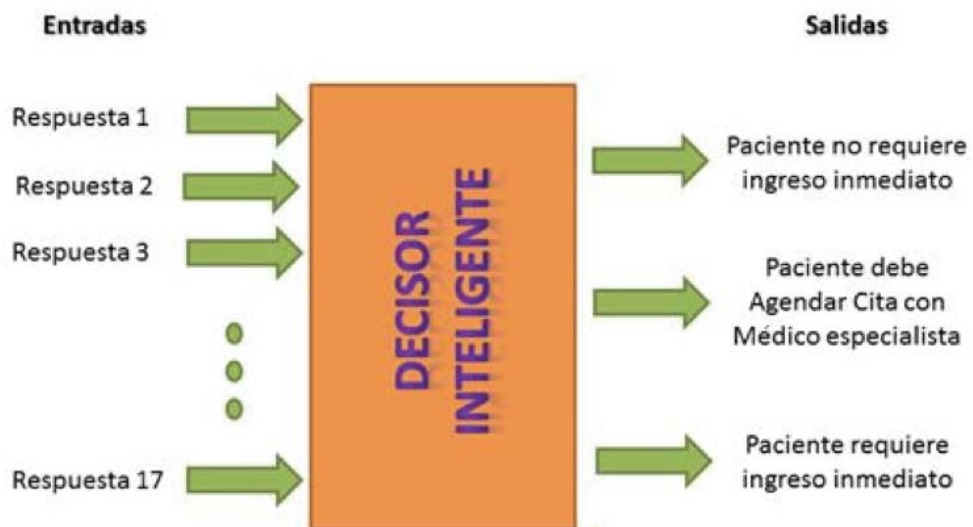 Entradas
Salidas
Respuesta 1
Respuesta 2
Respuesta 3
Respuesta 17
DECISOR
INTELIGENTE
Paciente no requiere
ingreso inmediato
Paciente debe
Agendar Cita con
Médico especialista
Paciente requiere
ingreso inmediato